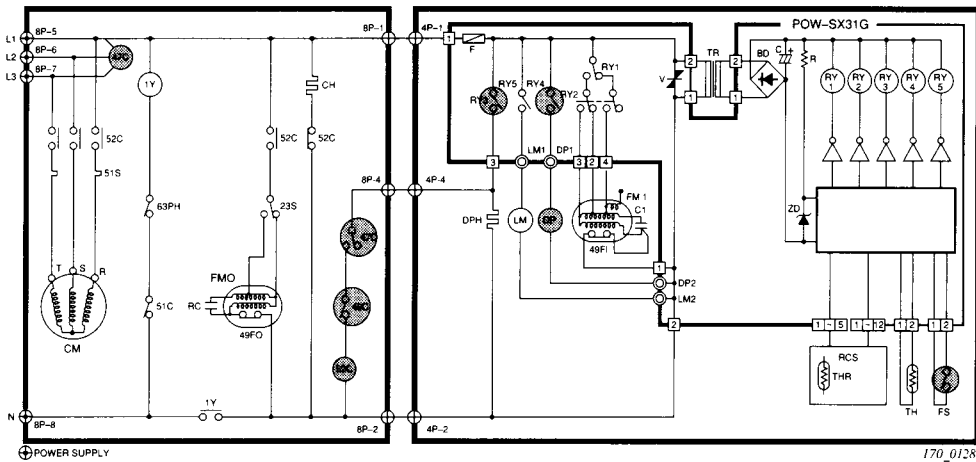 POW-SX31G
L1
8P-5
8P-1
4P-1
1
F
L2
8P-6
L3
8P-7
47C
1Y
CH
RY3
RY5
RY4
RY2
RY1
V
TR
2
1
2
1
BD
C
+
R
RY 1
RY 2
RY 3
RY 4
RY 5
52C
52C
52C
51S
63PH
23S
8P-4
4P-4
LM1
DP1
3
3
2
4
DPH
LM
DP
FM 1
C1
49FI
ZD
T
S
R
CM
51C
FMO
RC
49FO
1
DP2
LM2
2
1
~
5
1
~
12
1
2
1
2
RCS
THR
TH
FS
N
8P-8
1Y
8P-2
4P-2
POWER SUPPLY
170_0128